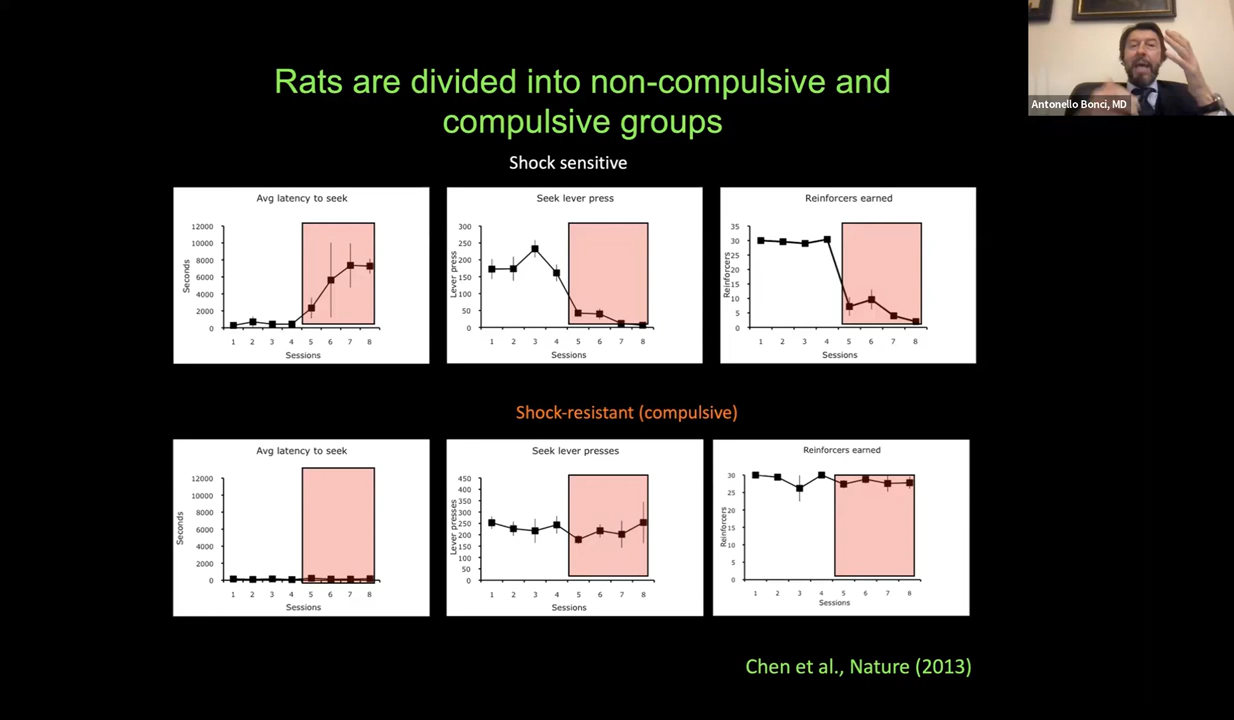 Antonello Bonci, MD
Rats are divided into non-compulsive and
compulsive groups
Shock sensitive
Avg latency to seek
12000
10000
8000
6000
4000
2000
0
Seconds
1 2 3 4 5 6 7 8
Sessions
Seek lever press
300
250
200
150
100
50
0
Lever press
1 2 3 4 5 6 7 8
Sessions
Reinforcers earned
35
30
25
20
15
10
5
0
Reinforcers
1 2 3 4 5 6 7 8
Sessions
Shock-resistant (compulsive)
Avg latency to seek
12000
10000
8000
6000
4000
2000
0
Seconds
1 2 3 4 5 6 7 8
Sessions
Seek lever presses
450
400
350
300
250
200
150
100
50
0
Lever presses
1 2 3 4 5 6 7 8
Sessions
Reinforcers earned
30
25
20
15
10
5
0
Reinforcers
1 2 3 4 5 6 7 8
Sessions
Chen et al., Nature (2013)